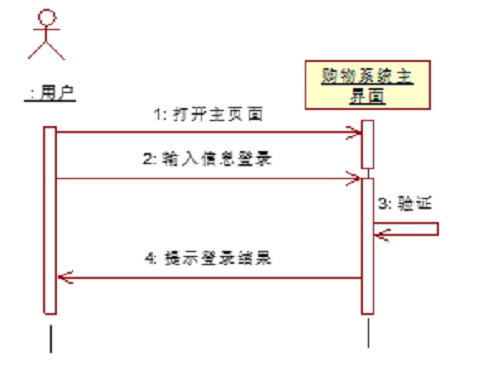 : 用户
购物系统主
界面
1: 打开主页面
2: 输入信息登录
3: 验证
4: 提示登录结果